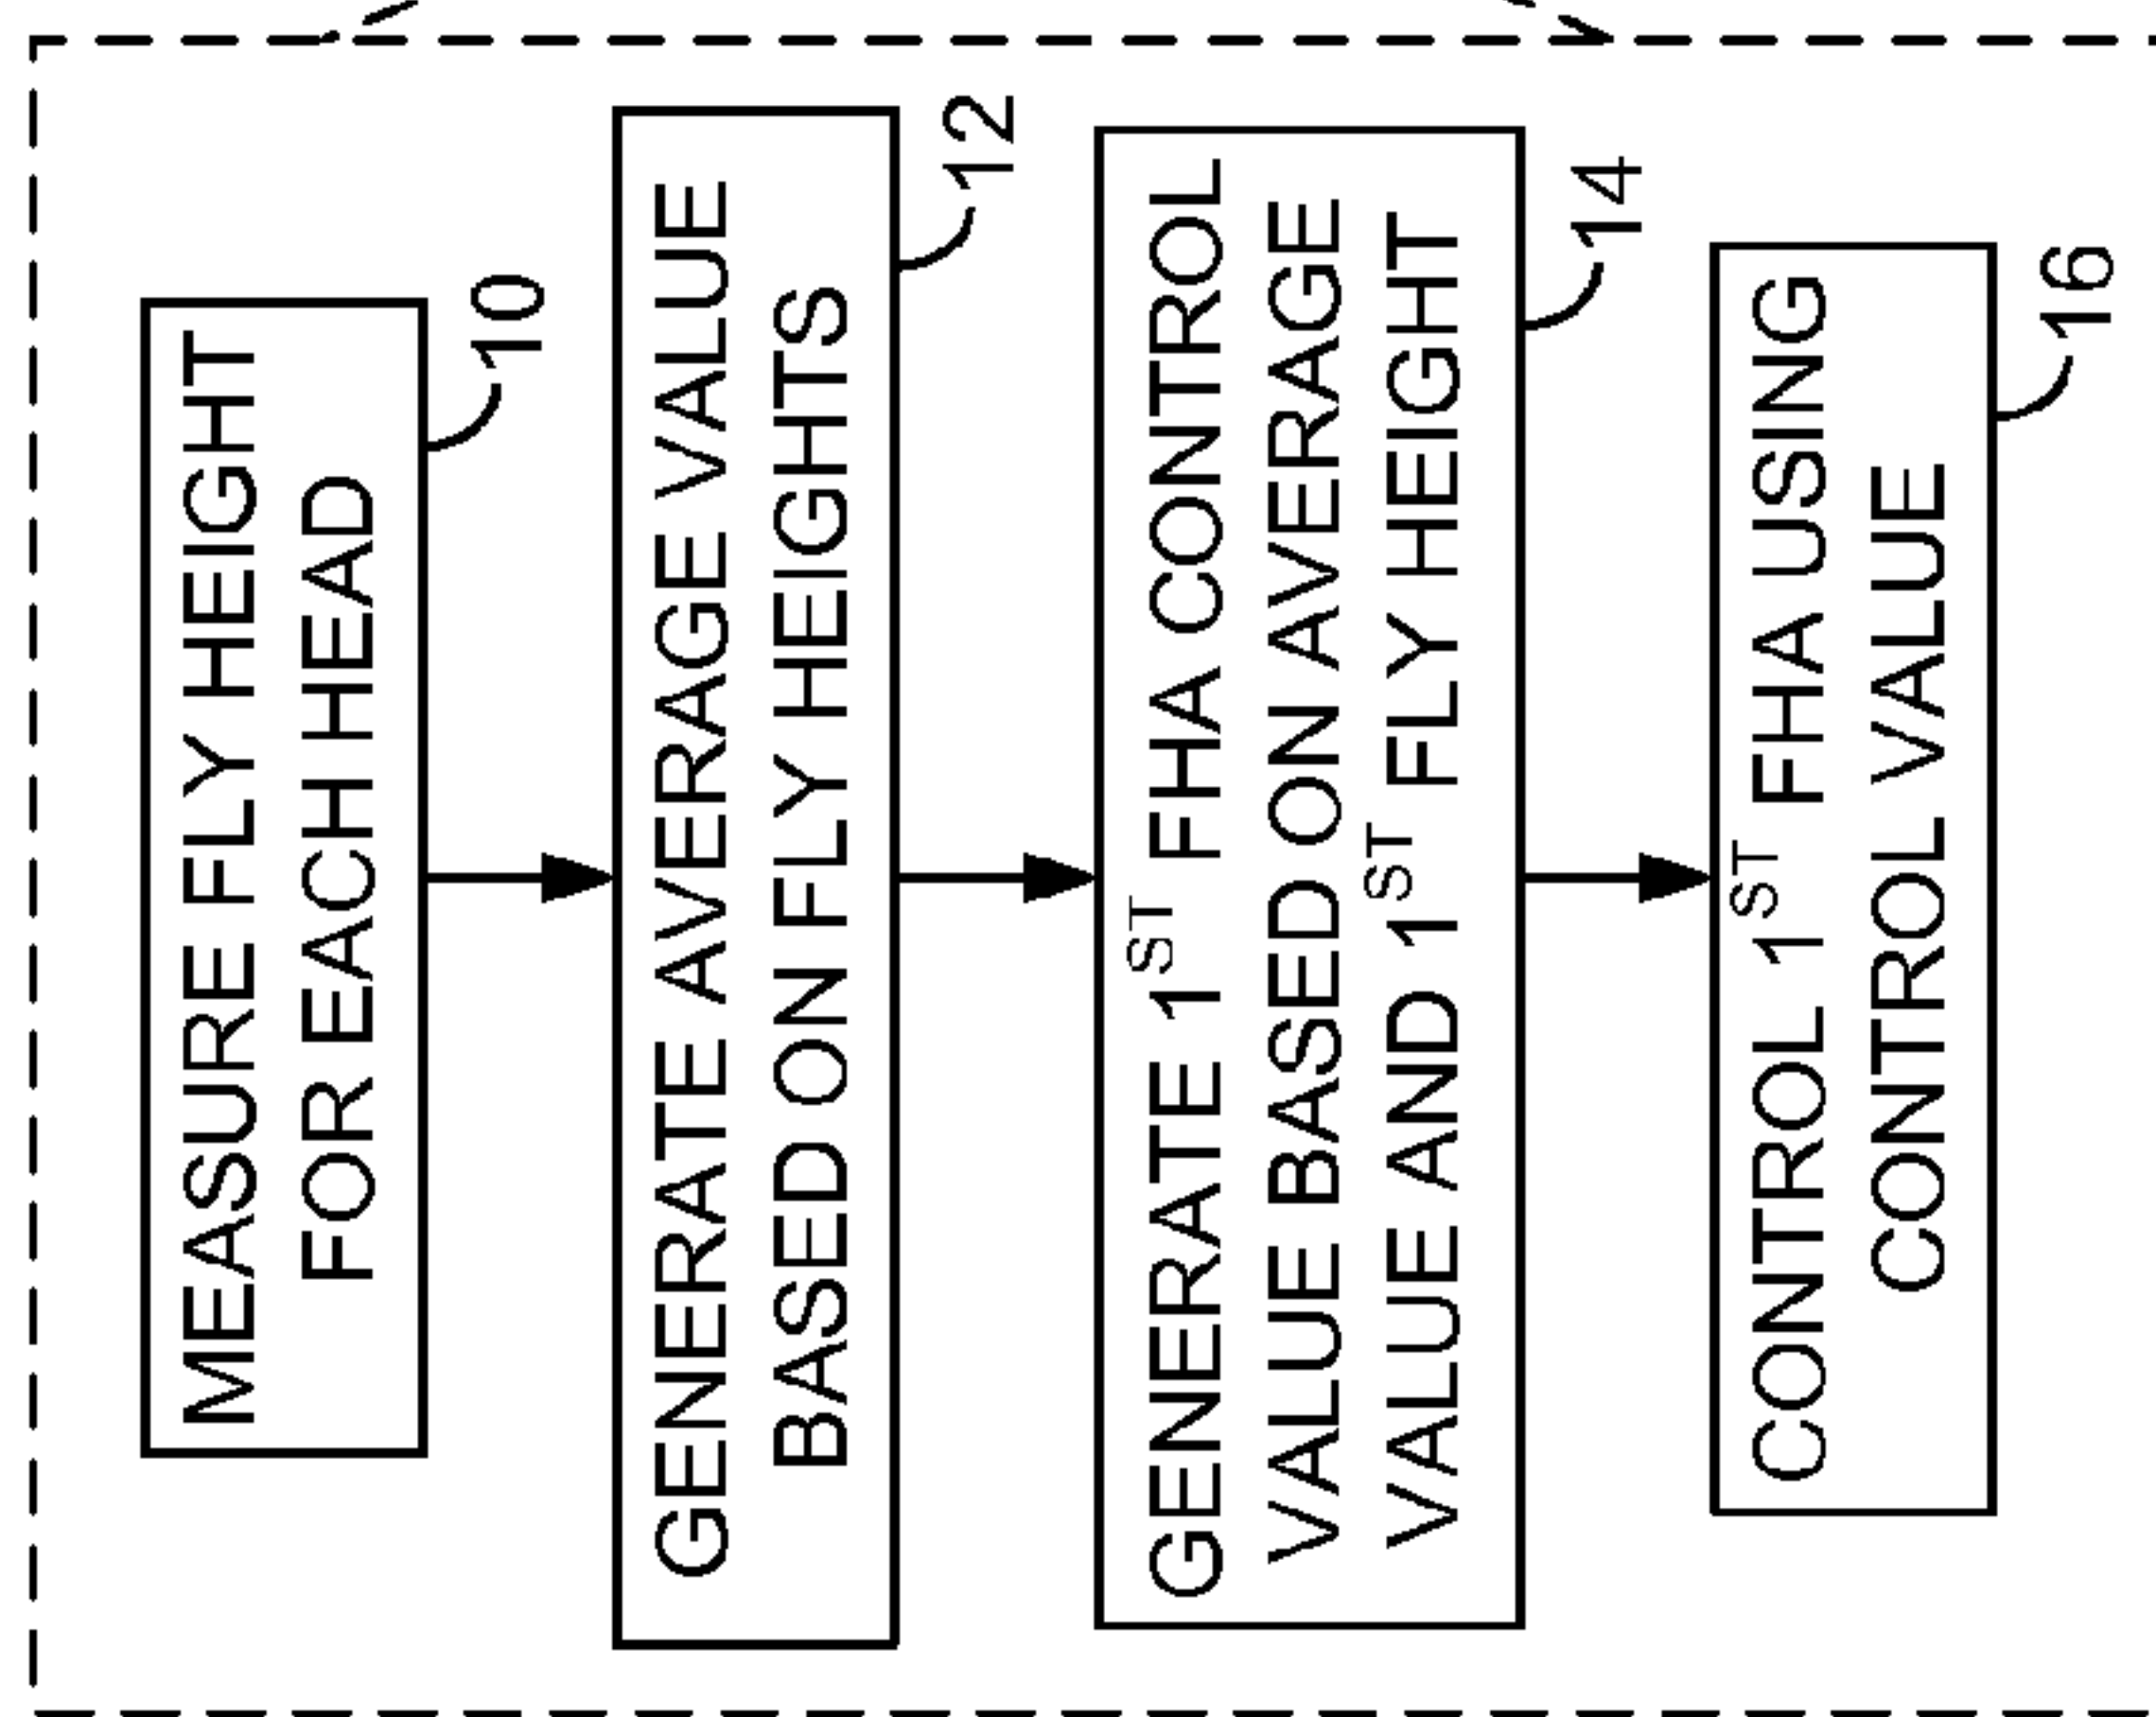 MEASURE FLY HEIGHT
FOR EACH HEAD
10
GENERATE AVERAGE VALUE
BASED ON FLY HEIGHTS
12
GENERATE 1ST FHA CONTROL
VALUE BASED ON AVERAGE
VALUE AND 1ST FLY HEIGHT
14
CONTROL 1ST FHA USING
CONTROL VALUE
16